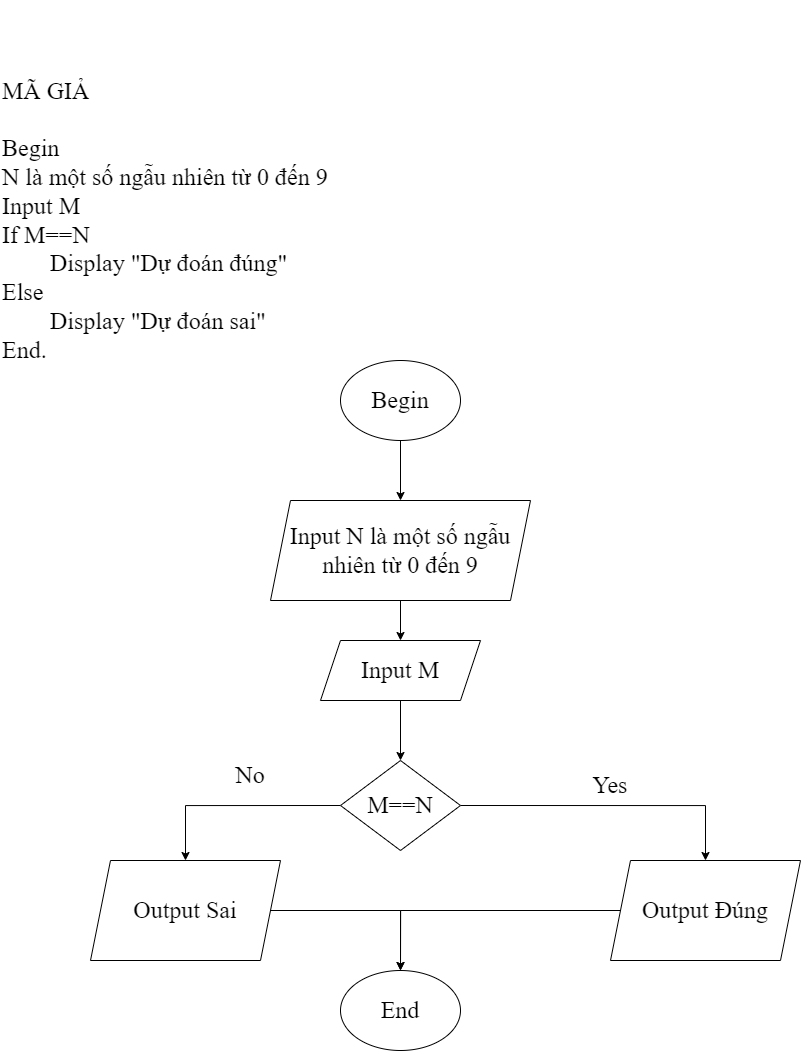 MÃ GIẢ
Begin
N là một số ngẫu nhiên từ 0 đến 9
Input M
If M==N
Display "Dự đoán đúng"
Else
Display "Dự đoán sai"
End.
Begin
Input N là một số ngẫu
nhiên từ 0 đến 9
Input M
No
Yes
M==N
Output Sai
Output Đúng
End